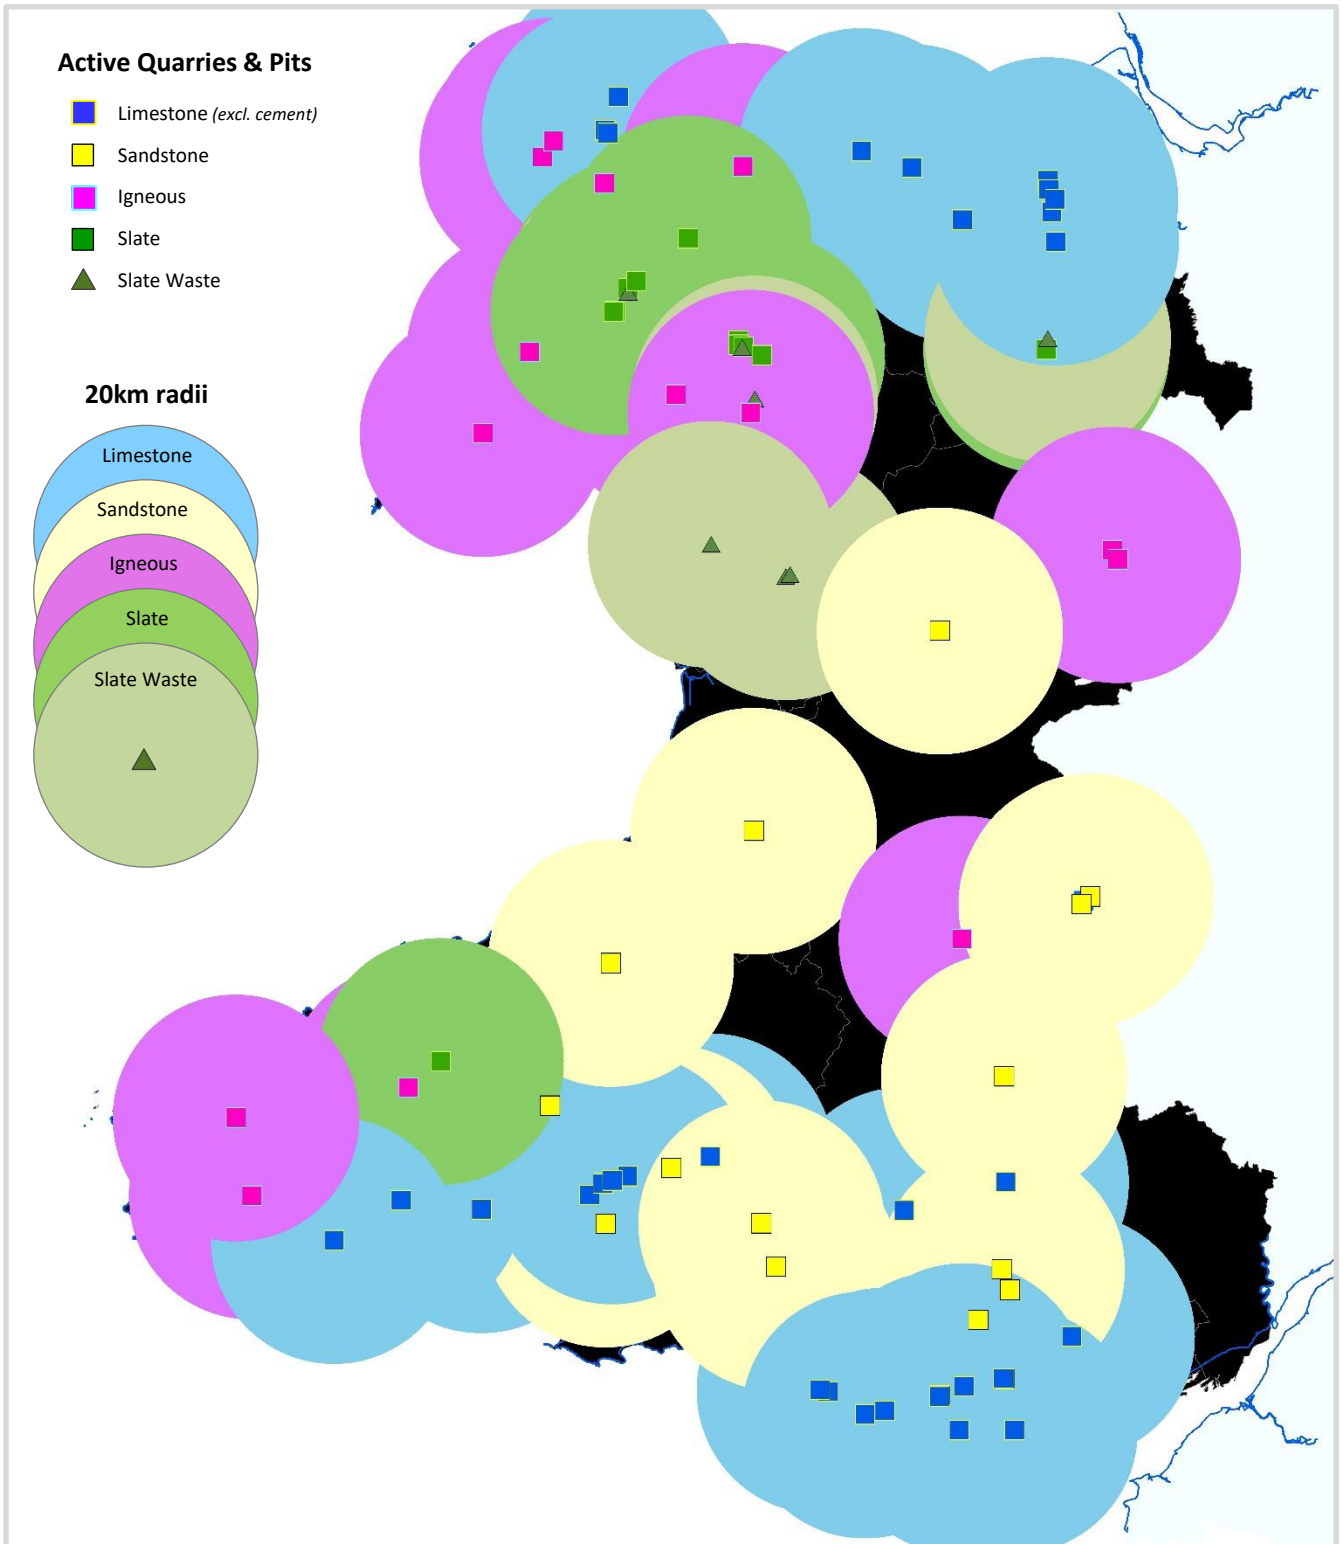 Active Quarries & Pits
Limestone (excl. cement)
Sandstone
Igneous
Slate
Slate Waste
20km radii
Limestone
Sandstone
Igneous
Slate
Slate Waste